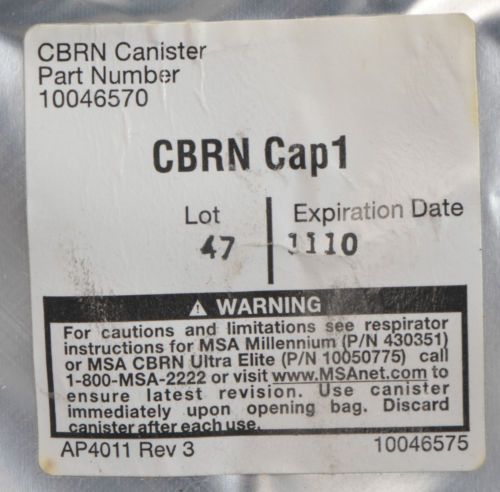 CBRN Canister
Part Number
10046570
CBRN Cap1
Lot Expiration Date
47 1110
⚠ WARNING
For cautions and limitations see respirator
instructions for MSA Millennium (P/N 430351)
or MSA CBRN Ultra Elite (P/N 10050775) call
1-800-MSA-2222 or visit www.MSAnet.com to
ensure latest revision. Use canister
immediately upon opening bag. Discard
canister after each use.
AP4011 Rev 3 10046575